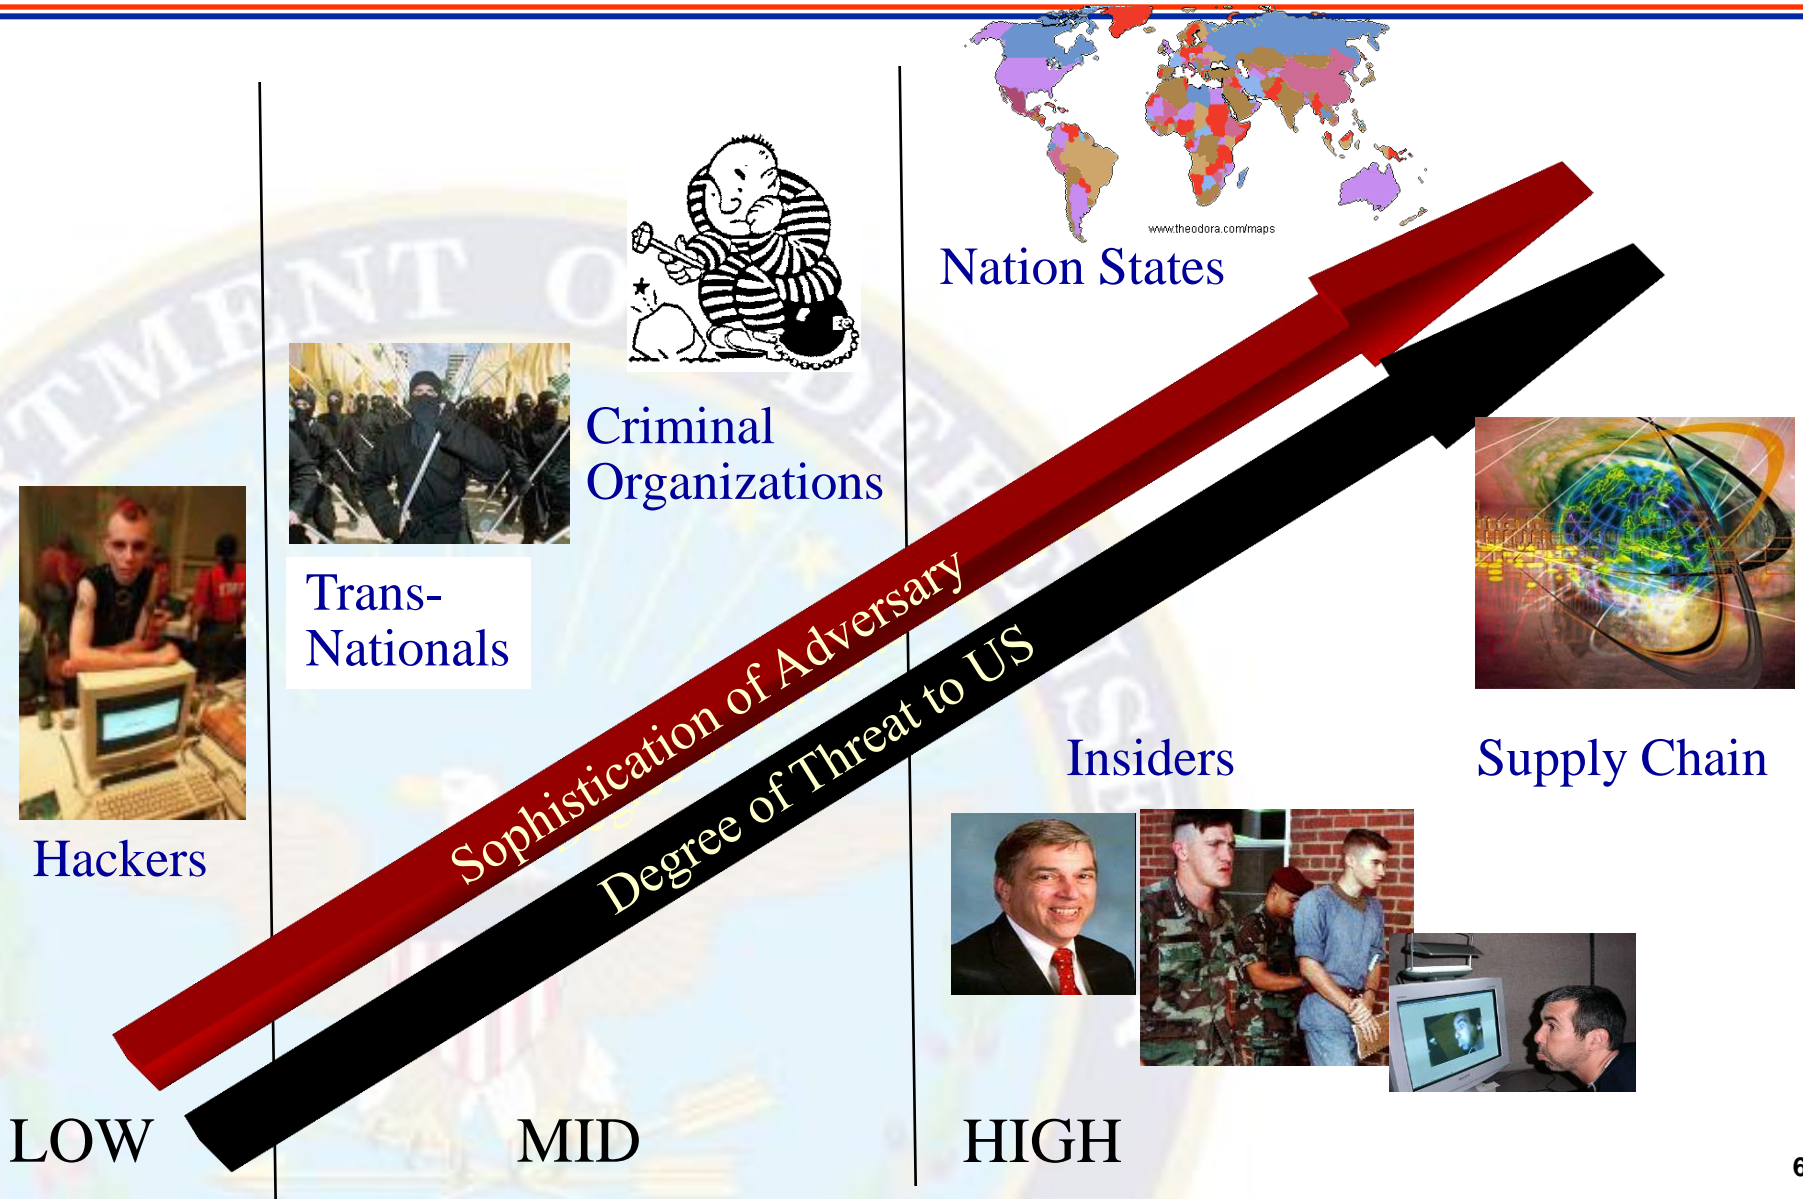 www.theodora.com/maps
Nation States
Criminal
Organizations
Trans-
Nationals
Hackers
Sophistication of Adversary
Degree of Threat to US
Insiders
Supply Chain
LOW
MID
HIGH
6